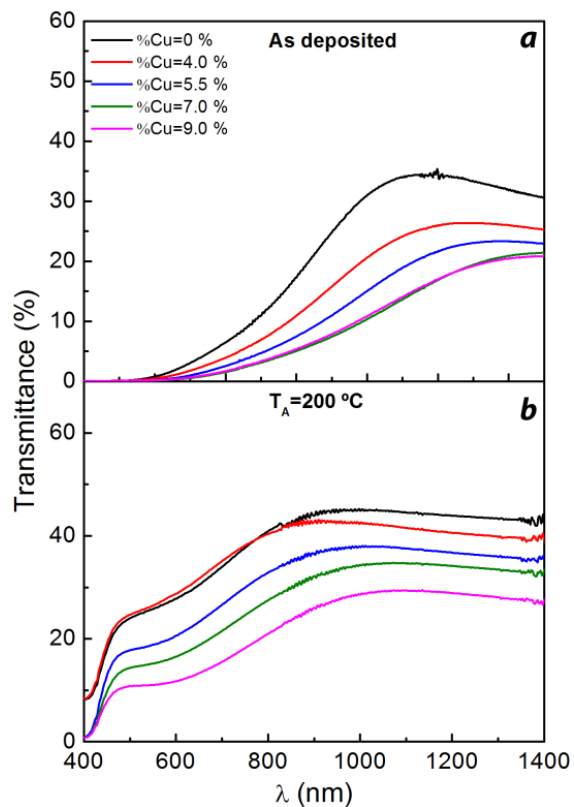 As deposited
a
%Cu=0 %
%Cu=4.0 %
%Cu=5.5 %
%Cu=7.0 %
%Cu=9.0 %
60
50
40
30
20
10
0
Transmittance (%)
T_A=200 ºC
b
60
40
20
0
400 600 800 1000 1200 1400
λ (nm)